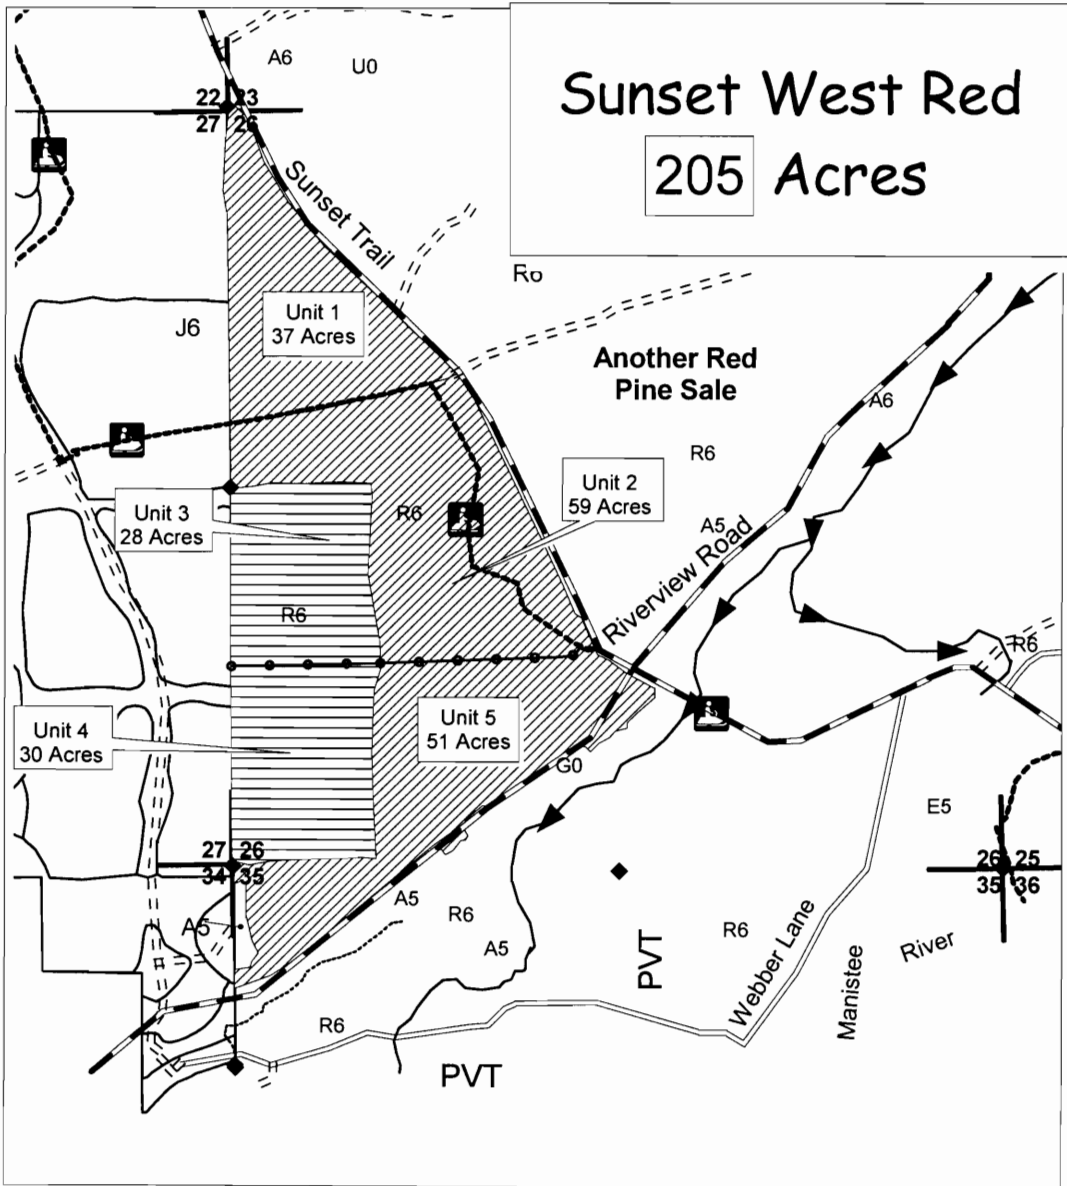 Sunset West Red
205 Acres
A6
U0
22 23
27 26
Sunset Trail
R6
Unit 1
37 Acres
J6
Another Red
Pine Sale
A6
R6
Unit 2
59 Acres
Unit 3
28 Acres
R6
A5
Riverview Road
R6
R6
Unit 4
30 Acres
Unit 5
51 Acres
G0
E5
27 26
34 35
26 25
35 36
A5
A5
R6
A5
R6
PVT
Webber Lane
Manistee
River
R6
PVT